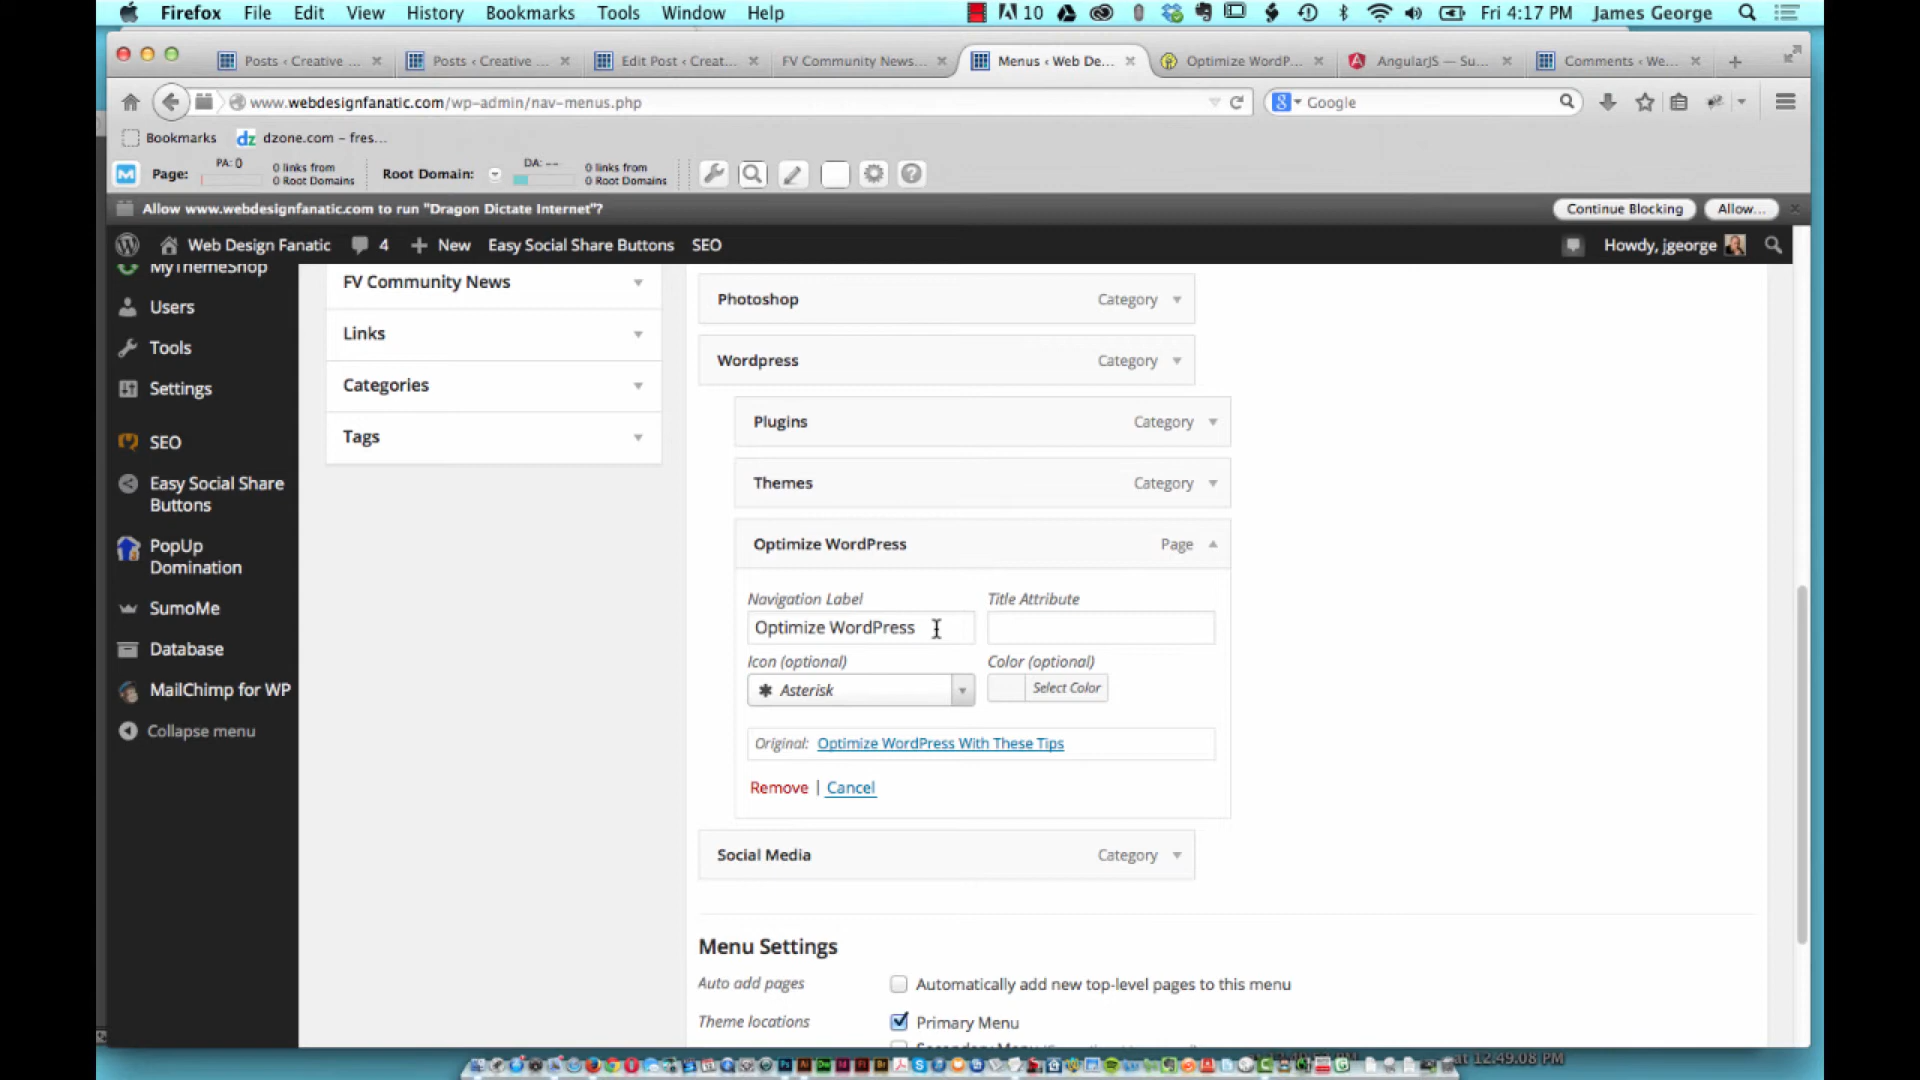 Firefox File Edit View History Bookmarks Tools Window Help 10 Fri 4:17 PM James George
Posts ‹ Creative ... Posts ‹ Creative ... Edit Post ‹ Creat... FV Community News... Menus ‹ Web De... Optimize WordP... AngularJS — Su... Comments ‹ We...
www.webdesignfanatic.com/wp-admin/nav-menus.php Google
Bookmarks dz dzone.com – fres...
M Page: PA: 0 0 links from 0 Root Domains Root Domain: DA: -- 0 links from 0 Root Domains
Allow www.webdesignfanatic.com to run "Dragon Dictate Internet"? Continue Blocking Allow...
Web Design Fanatic 4 New Easy Social Share Buttons SEO Howdy, jgeorge
MyThemeShop
Users
Tools
Settings
SEO
Easy Social Share
Buttons
PopUp
Domination
SumoMe
Database
MailChimp for WP
Collapse menu
FV Community News
Links
Categories
Tags
Photoshop Category
Wordpress Category
Plugins Category
Themes Category
Optimize WordPress Page
Navigation Label Title Attribute
Optimize WordPress
Icon (optional) Color (optional)
Asterisk Select Color
Original: Optimize WordPress With These Tips
Remove | Cancel
Social Media Category
Menu Settings
Auto add pages Automatically add new top-level pages to this menu
Theme locations Primary Menu
at 12.49.08 PM